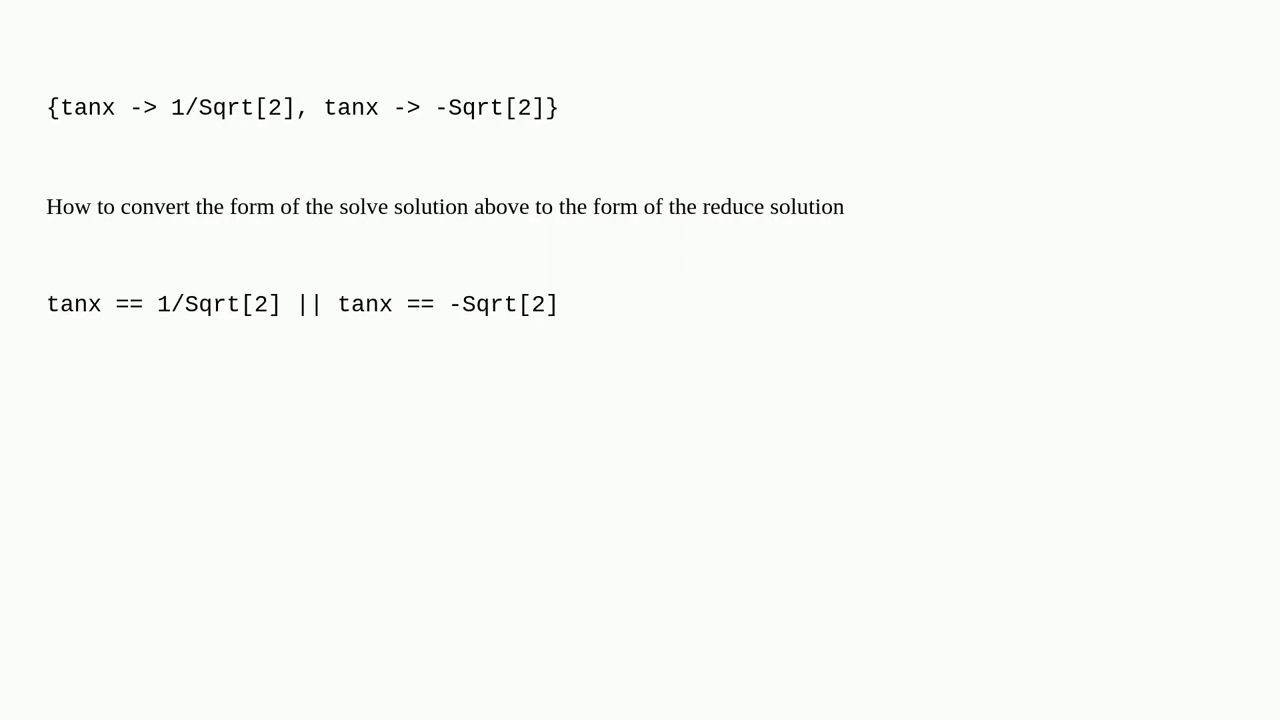 {tanx -> 1/Sqrt[2], tanx -> -Sqrt[2]}
How to convert the form of the solve solution above to the form of the reduce solution
tanx == 1/Sqrt[2] || tanx == -Sqrt[2]